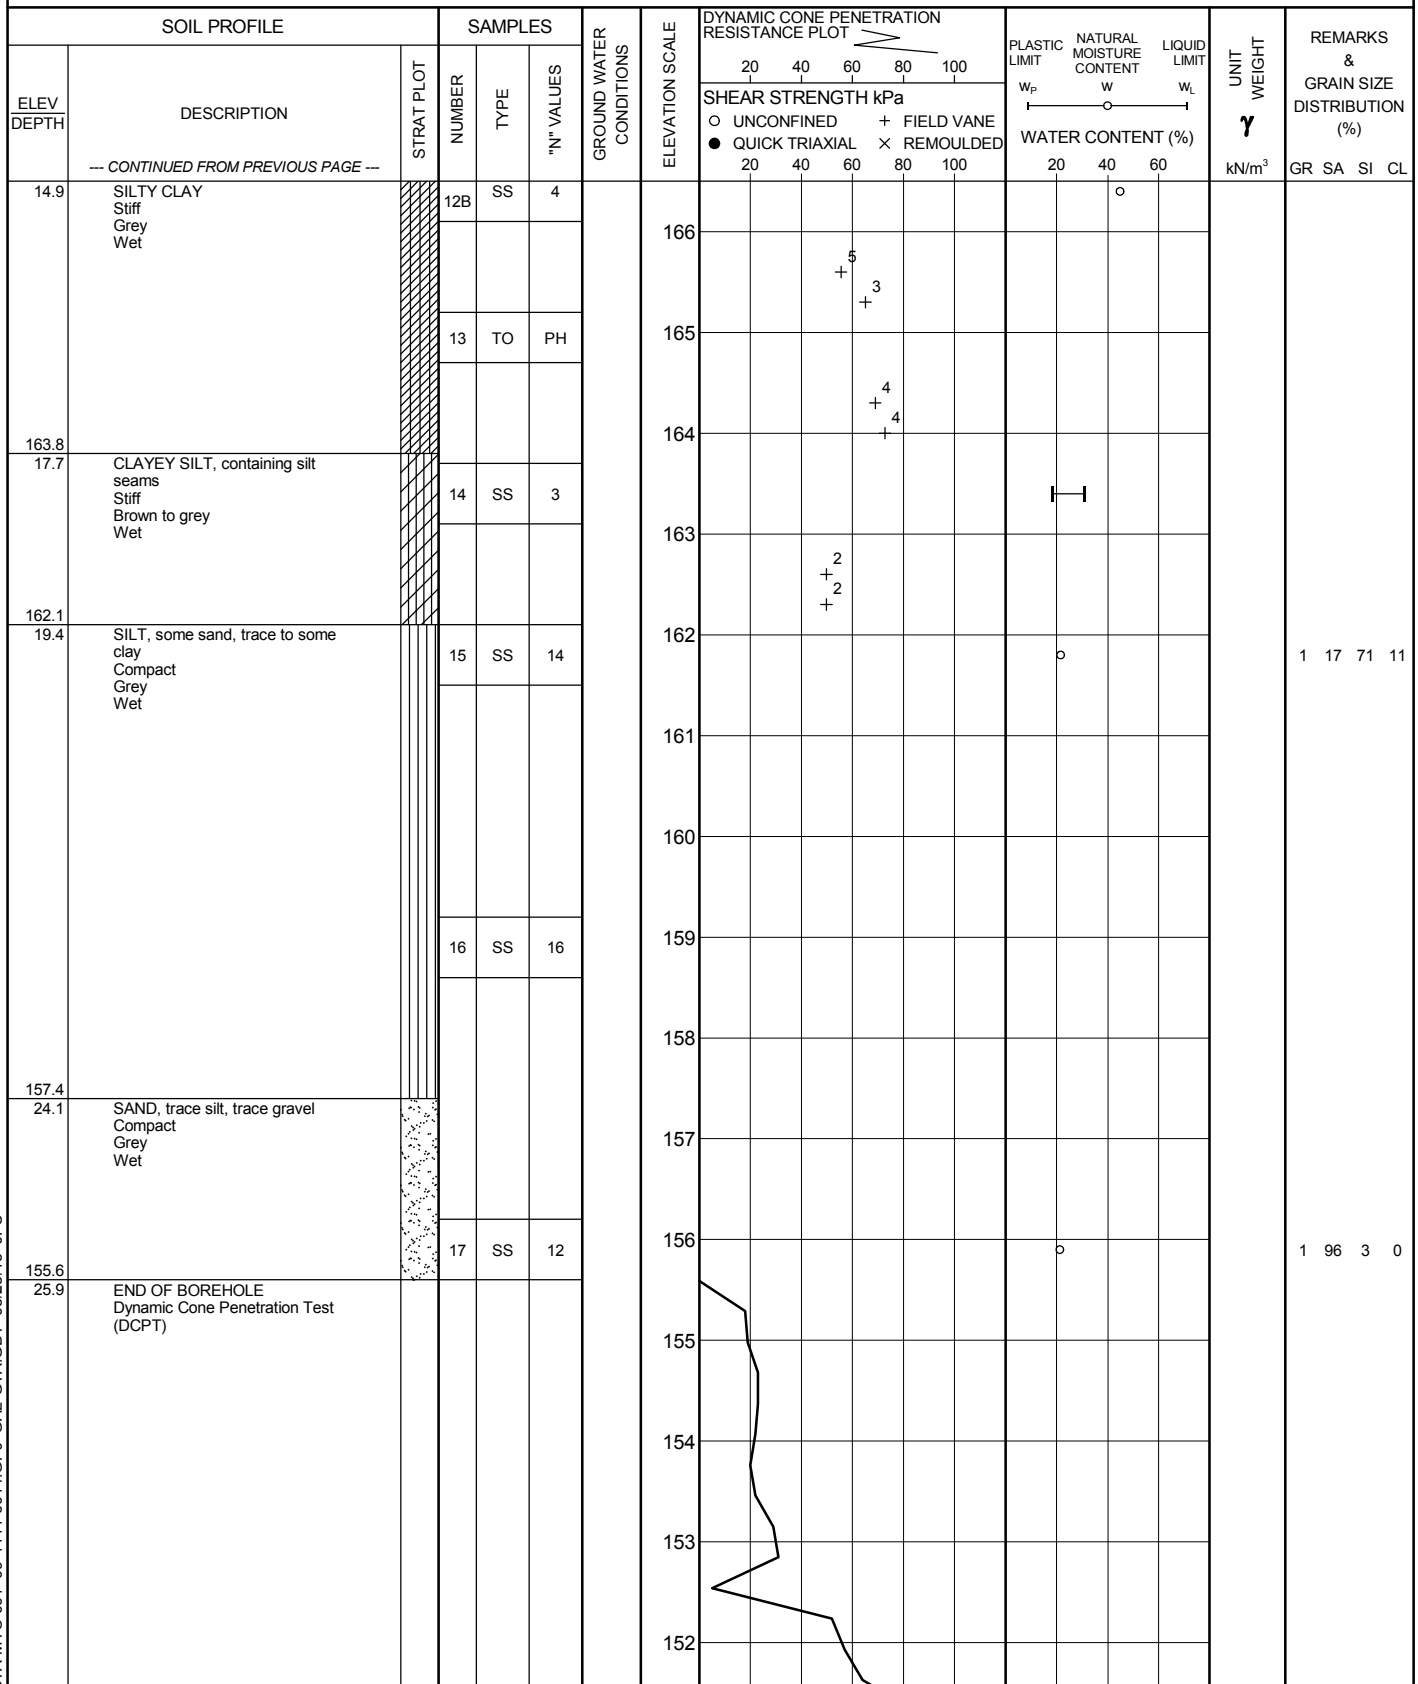 SOIL PROFILE
SAMPLES
ELEV
DEPTH
DESCRIPTION
--- CONTINUED FROM PREVIOUS PAGE ---
STRAT PLOT
NUMBER
TYPE
"N" VALUES
GROUND WATER
CONDITIONS
ELEVATION SCALE
DYNAMIC CONE PENETRATION
RESISTANCE PLOT
20 40 60 80 100
SHEAR STRENGTH kPa
○ UNCONFINED + FIELD VANE
● QUICK TRIAXIAL × REMOULDED
20 40 60 80 100
PLASTIC
LIMIT
NATURAL
MOISTURE
CONTENT
LIQUID
LIMIT
WP W WL
WATER CONTENT (%)
20 40 60
UNIT
WEIGHT
γ
kN/m³
REMARKS
&
GRAIN SIZE
DISTRIBUTION
(%)
GR SA SI CL
14.9
SILTY CLAY
Stiff
Grey
Wet
12B SS 4
166
5
3
165
13 TO PH
4
4
164
163.8
17.7
CLAYEY SILT, containing silt
seams
Stiff
Brown to grey
Wet
14 SS 3
163
2
2
162.1
19.4
SILT, some sand, trace to some
clay
Compact
Grey
Wet
162
15 SS 14
1 17 71 11
161
160
159
16 SS 16
158
157.4
24.1
SAND, trace silt, trace gravel
Compact
Grey
Wet
157
156
17 SS 12
1 96 3 0
155.6
25.9
END OF BOREHOLE
Dynamic Cone Penetration Test
(DCPT)
155
154
153
152